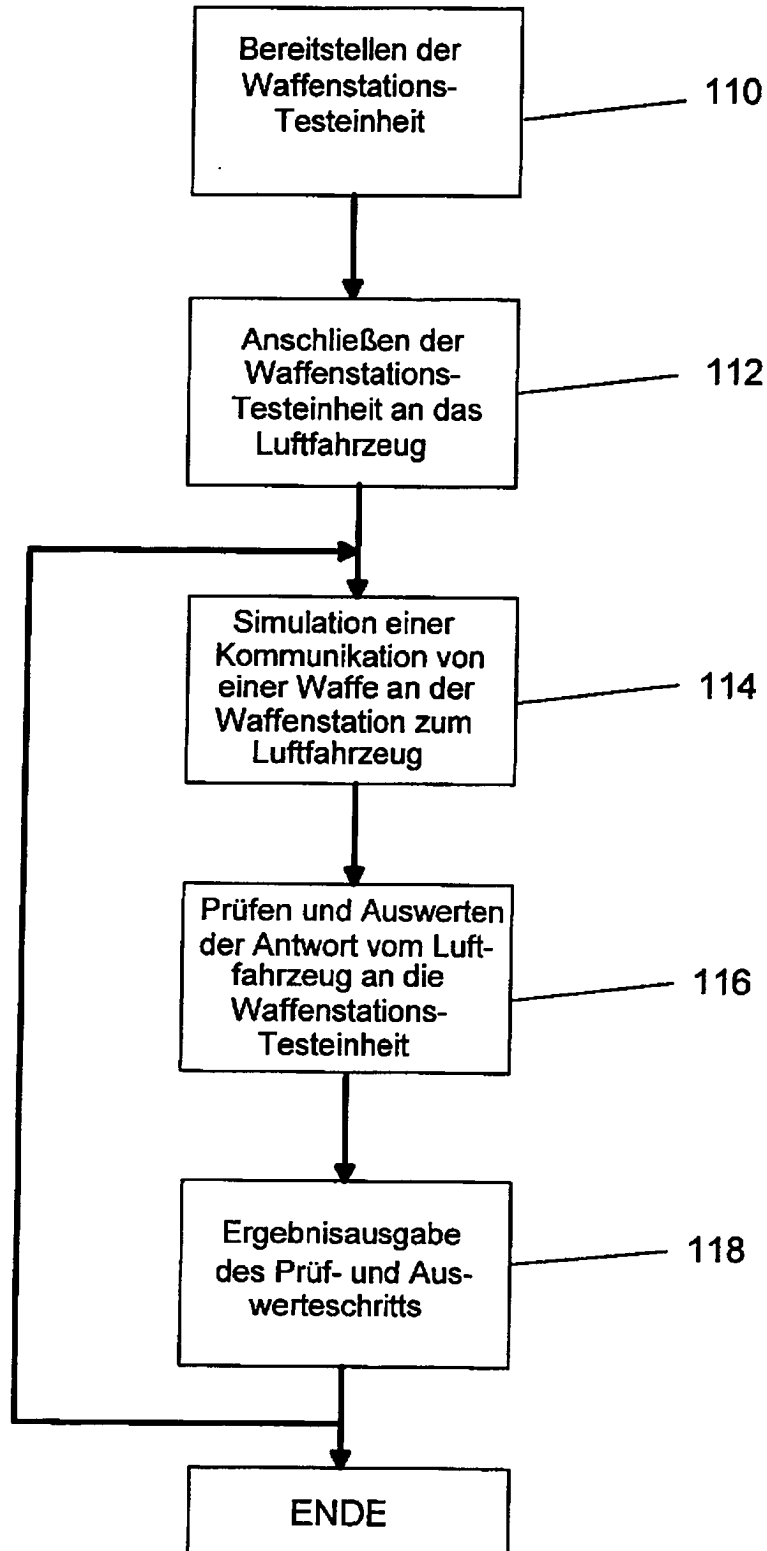 Bereitstellen der
Waffenstations-
Testeinheit
110
Anschließen der
Waffenstations-
Testeinheit an das
Luftfahrzeug
112
Simulation einer
Kommunikation von
einer Waffe an der
Waffenstation zum
Luftfahrzeug
114
Prüfen und Auswerten
der Antwort vom Luft-
fahrzeug an die
Waffenstations-
Testeinheit
116
Ergebnisausgabe
des Prüf- und Aus-
werteschritts
118
ENDE